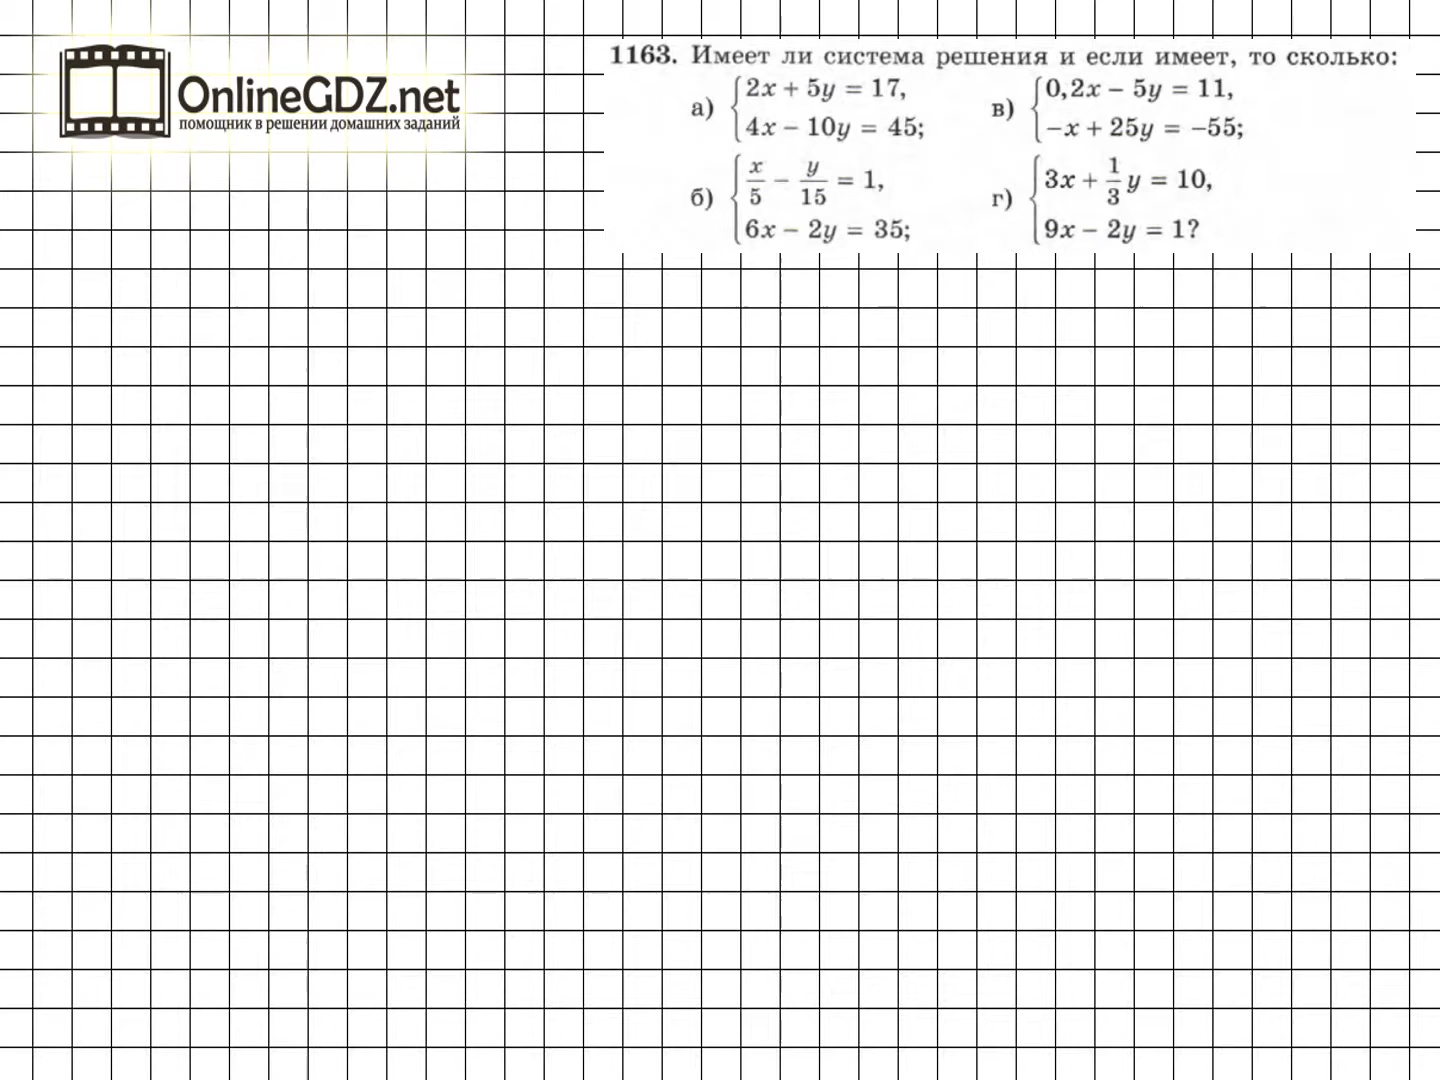 OnlineGDZ.net
помощник в решении домашних заданий
1163. Имеет ли система решения и если имеет, то сколько:
а) { 2x + 5y = 17,
4x − 10y = 45;
б) { x/5 − y/15 = 1,
6x − 2y = 35;
в) { 0,2x − 5y = 11,
−x + 25y = −55;
г) { 3x + 1/3 y = 10,
9x − 2y = 1?